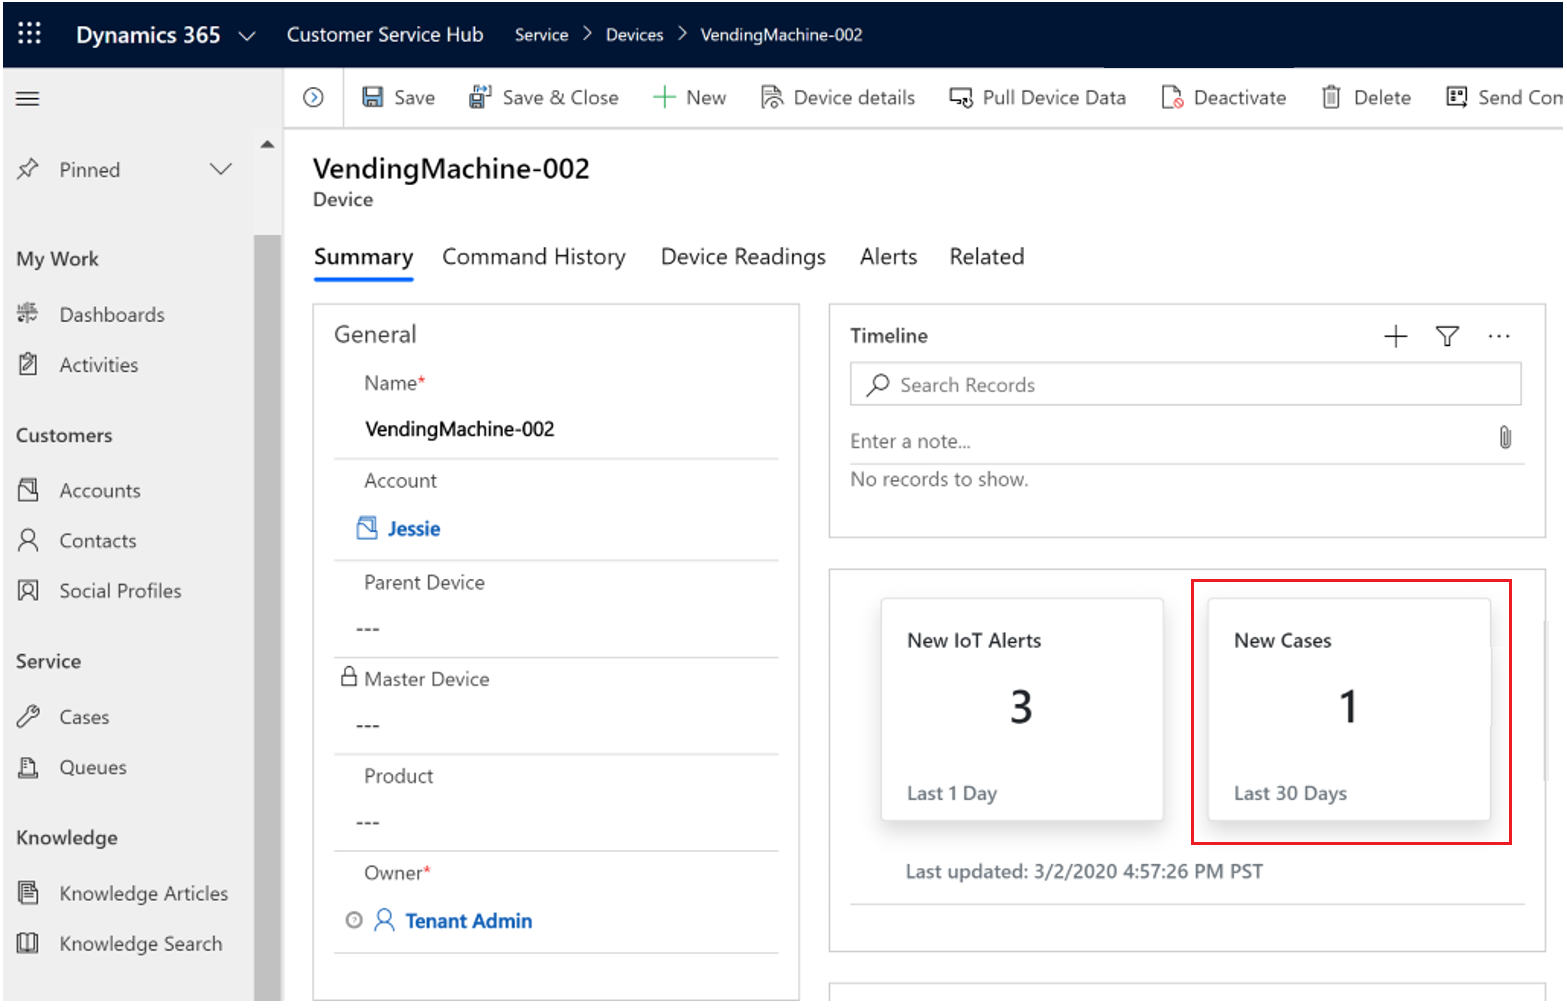 Dynamics 365 Customer Service Hub Service > Devices > VendingMachine-002
Save Save & Close New Device details Pull Device Data Deactivate Delete Send Com
Pinned
My Work
Dashboards
Activities
Customers
Accounts
Contacts
Social Profiles
Service
Cases
Queues
Knowledge
Knowledge Articles
Knowledge Search
VendingMachine-002
Device
Summary Command History Device Readings Alerts Related
General
Name*
VendingMachine-002
Account
Jessie
Parent Device
---
Master Device
---
Product
---
Owner*
Tenant Admin
Timeline
Search Records
Enter a note...
No records to show.
New IoT Alerts
3
Last 1 Day
New Cases
1
Last 30 Days
Last updated: 3/2/2020 4:57:26 PM PST